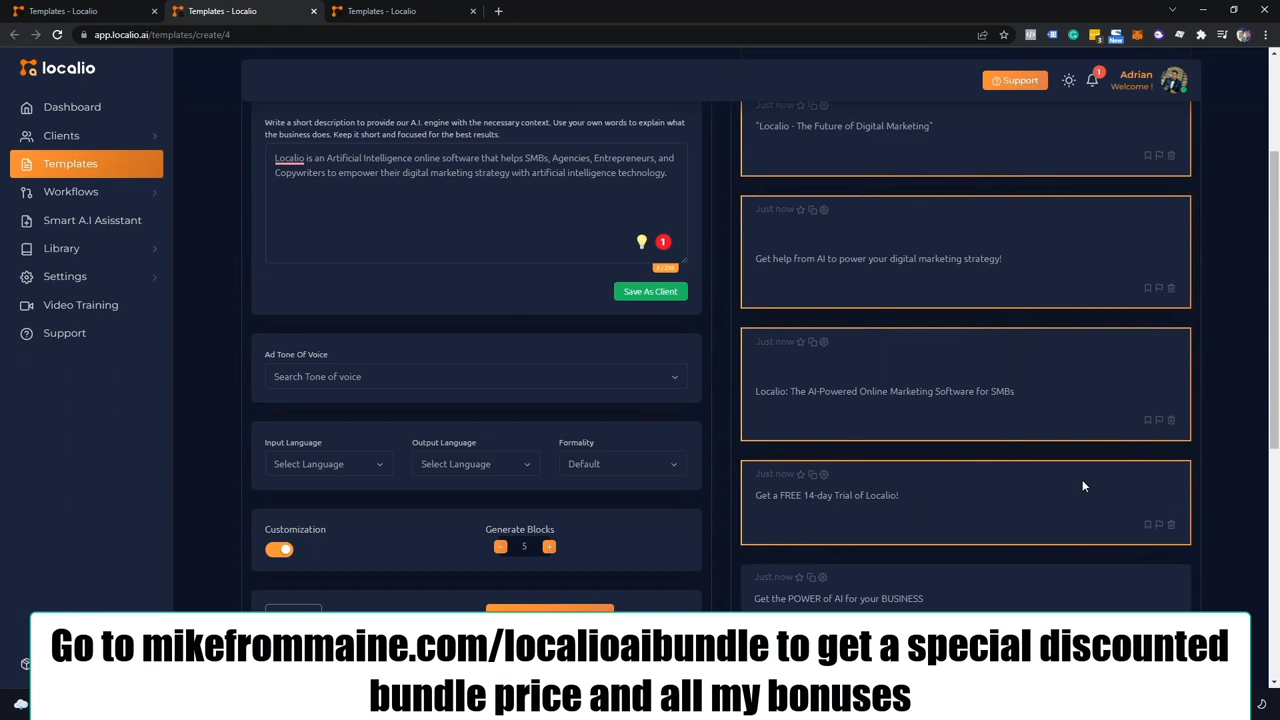 Templates - Localio
Templates - Localio
Templates - Localio
app.localio.ai/templates/create/4
New
localio
Support
1
Adrian
Welcome !
Dashboard
Clients
Templates
Workflows
Smart A.I Asisstant
Library
Settings
Video Training
Support
Write a short description to provide our A.I. engine with the necessary context. Use your own words to explain what
the business does. Keep it short and focused for the best results.
Localio is an Artificial Intelligence online software that helps SMBs, Agencies, Entrepreneurs, and
Copywriters to empower their digital marketing strategy with artificial intelligence technology.
1
Save As Client
Ad Tone Of Voice
Search Tone of voice
Input Language
Output Language
Formality
Select Language
Select Language
Default
Customization
Generate Blocks
5
Just now
"Localio - The Future of Digital Marketing"
Just now
Get help from AI to power your digital marketing strategy!
Just now
Localio: The AI-Powered Online Marketing Software for SMBs
Just now
Get a FREE 14-day Trial of Localio!
Just now
Get the POWER of AI for your BUSINESS
Go to mikefrommaine.com/localioaibundle to get a special discounted
bundle price and all my bonuses